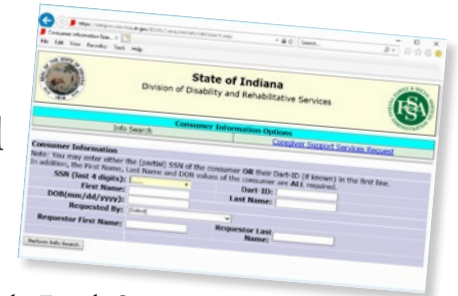 Consumer Information Sear...
File Edit View Favorites Tools Help
State of Indiana
Division of Disability and Rehabilitative Services
Consumer Information Options
Info Search
Caregiver Support Services Request
Consumer Information
Note: You may enter either the (partial) SSN of the consumer OR their Dart-ID (if known) in the first line.
In addition, the First Name, Last Name and DOB values of the consumer are ALL required.
SSN (last 4 digits):
Dart-ID:
First Name:
Last Name:
DOB(mm/dd/yyyy):
Requested By: (Select)
Requestor First Name:
Requestor Last Name:
Perform Info Search